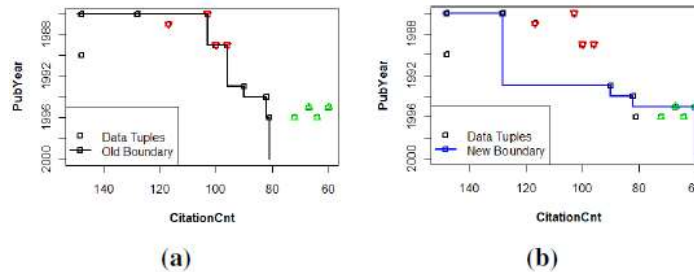 PubYear
1988
1992
1996
2000
Data Tuples
Old Boundary
140
120
100
80
60
CitationCnt
(a)
PubYear
1988
1992
1996
2000
Data Tuples
New Boundary
140
120
100
80
60
CitationCnt
(b)